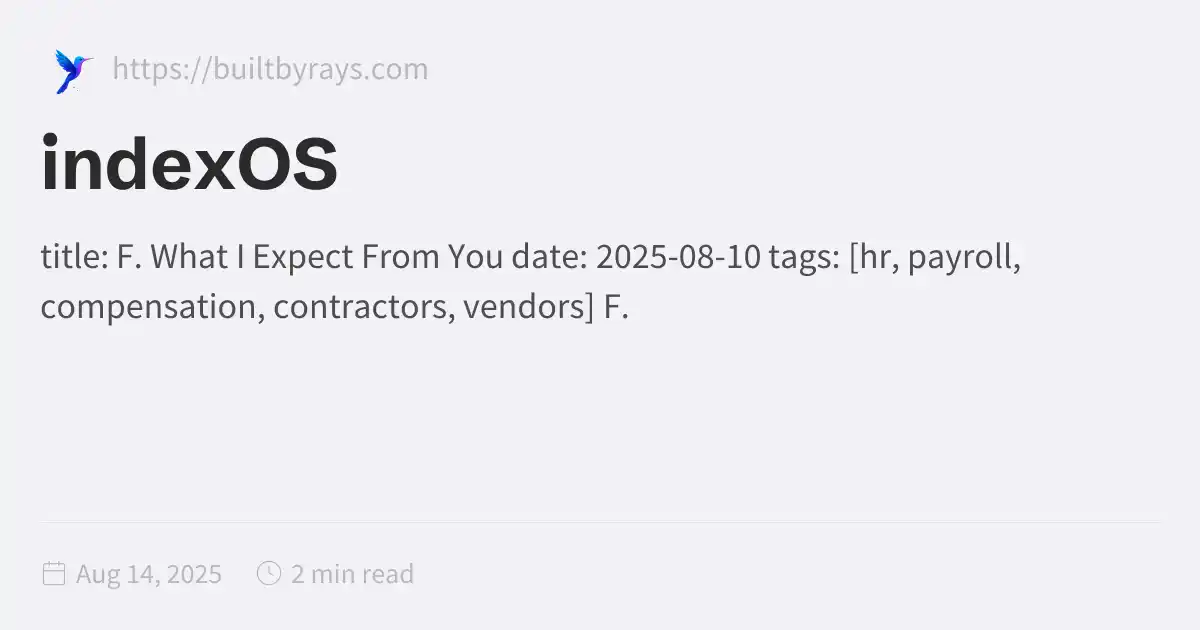 https://builtbyrays.com
indexOS
title: F. What I Expect From You date: 2025-08-10 tags: [hr, payroll,
compensation, contractors, vendors] F.
Aug 14, 2025 2 min read